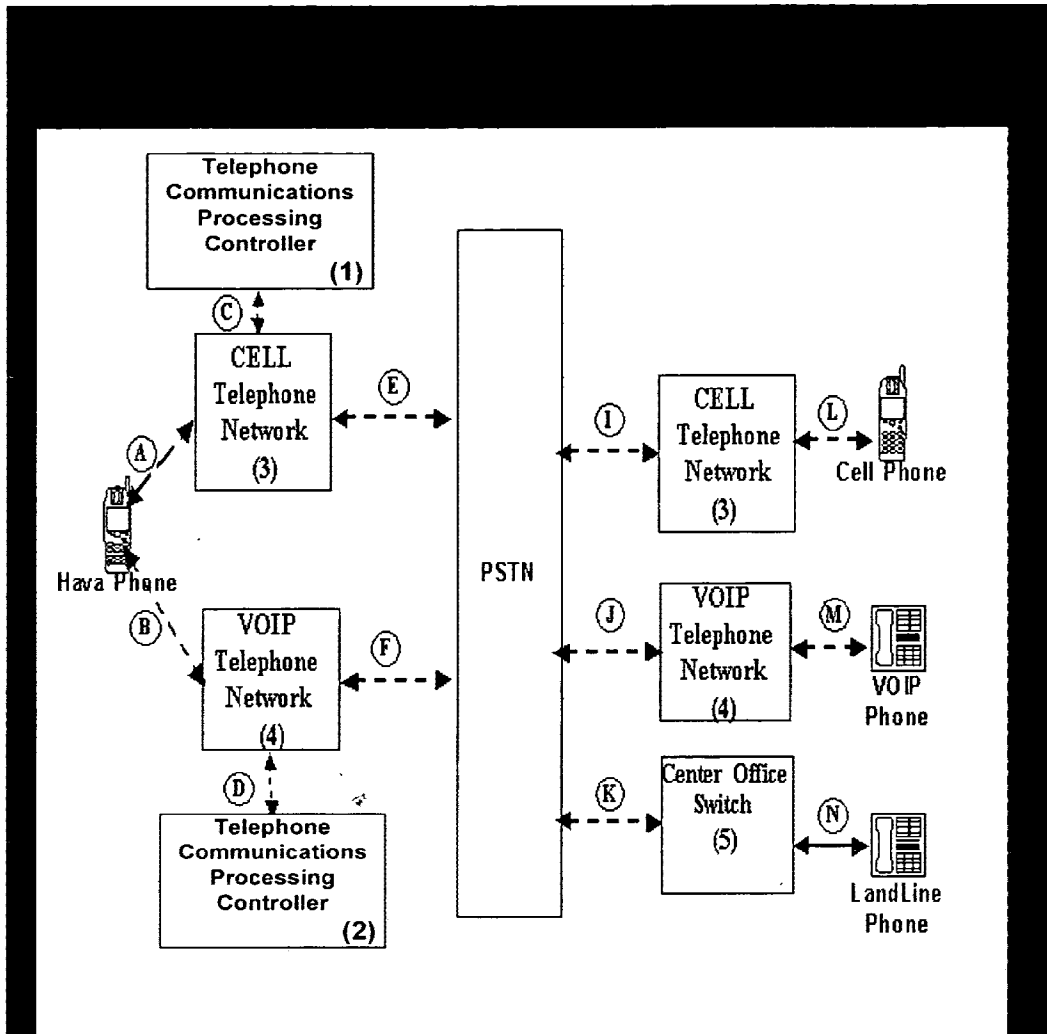 Telephone
Communications
Processing
Controller
(1)
C
CELL
Telephone
Network
(3)
E
A
Hava Phone
B
VOIP
Telephone
Network
(4)
F
D
Telephone
Communications
Processing
Controller
(2)
PSTN
I
CELL
Telephone
Network
(3)
L
Cell Phone
J
VOIP
Telephone
Network
(4)
M
VOIP
Phone
K
Center Office
Switch
(5)
N
LandLine
Phone